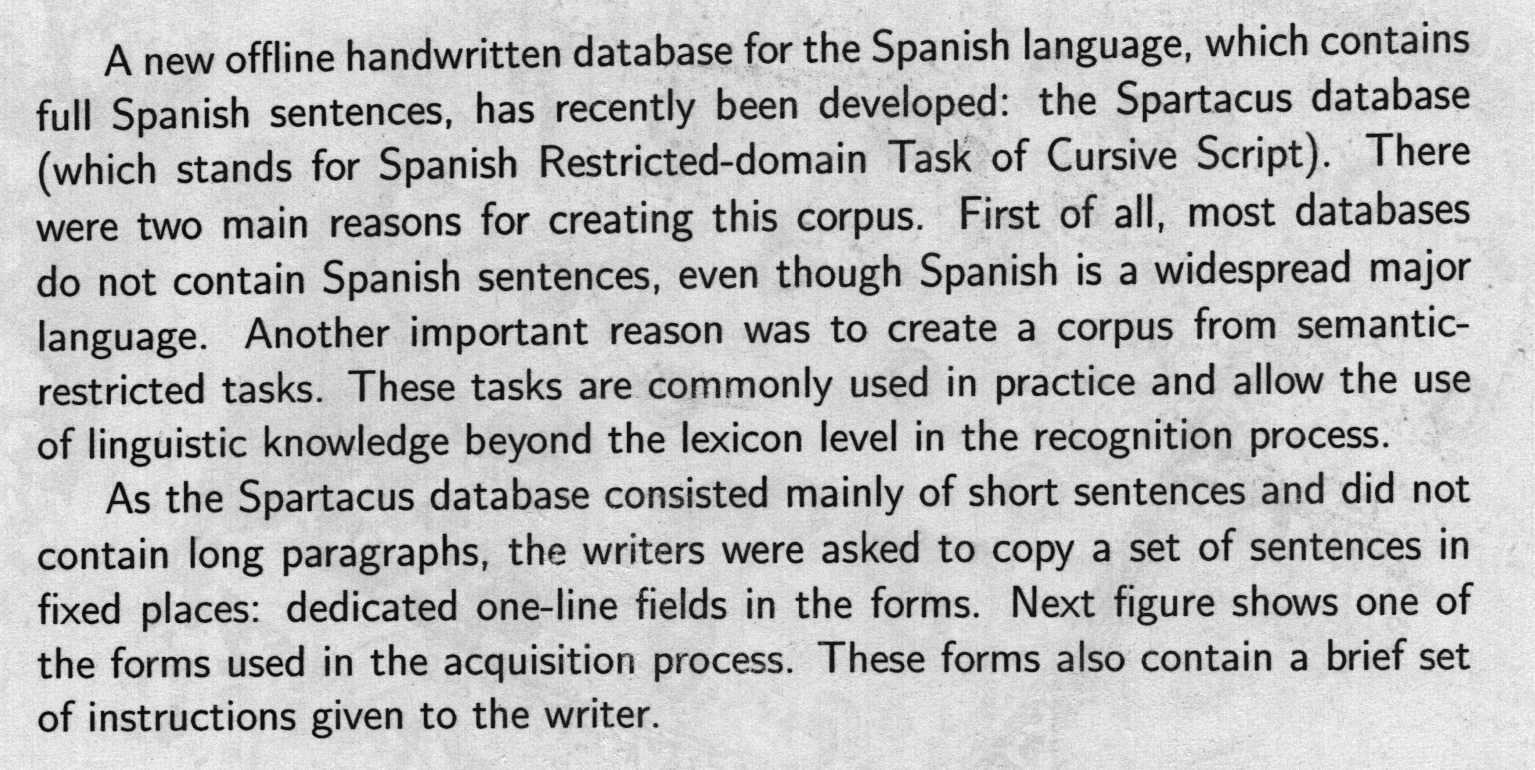 A new offline handwritten database for the Spanish language, which contains
full Spanish sentences, has recently been developed: the Spartacus database
(which stands for Spanish Restricted-domain Task of Cursive Script). There
were two main reasons for creating this corpus. First of all, most databases
do not contain Spanish sentences, even though Spanish is a widespread major
language. Another important reason was to create a corpus from semantic-
restricted tasks. These tasks are commonly used in practice and allow the use
of linguistic knowledge beyond the lexicon level in the recognition process.
As the Spartacus database consisted mainly of short sentences and did not
contain long paragraphs, the writers were asked to copy a set of sentences in
fixed places: dedicated one-line fields in the forms. Next figure shows one of
the forms used in the acquisition process. These forms also contain a brief set
of instructions given to the writer.